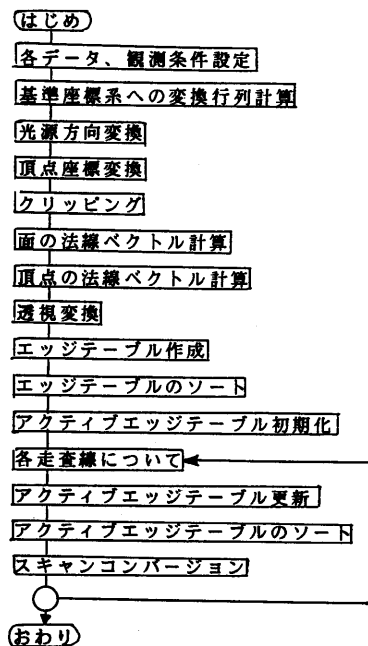 はじめ
各データ、観測条件設定
基準座標系への変換行列計算
光源方向変換
頂点座標変換
クリッピング
面の法線ベクトル計算
頂点の法線ベクトル計算
透視変換
エッジテーブル作成
エッジテーブルのソート
アクティブエッジテーブル初期化
各走査線について
アクティブエッジテーブル更新
アクティブエッジテーブルのソート
スキャンコンバージョン
おわり